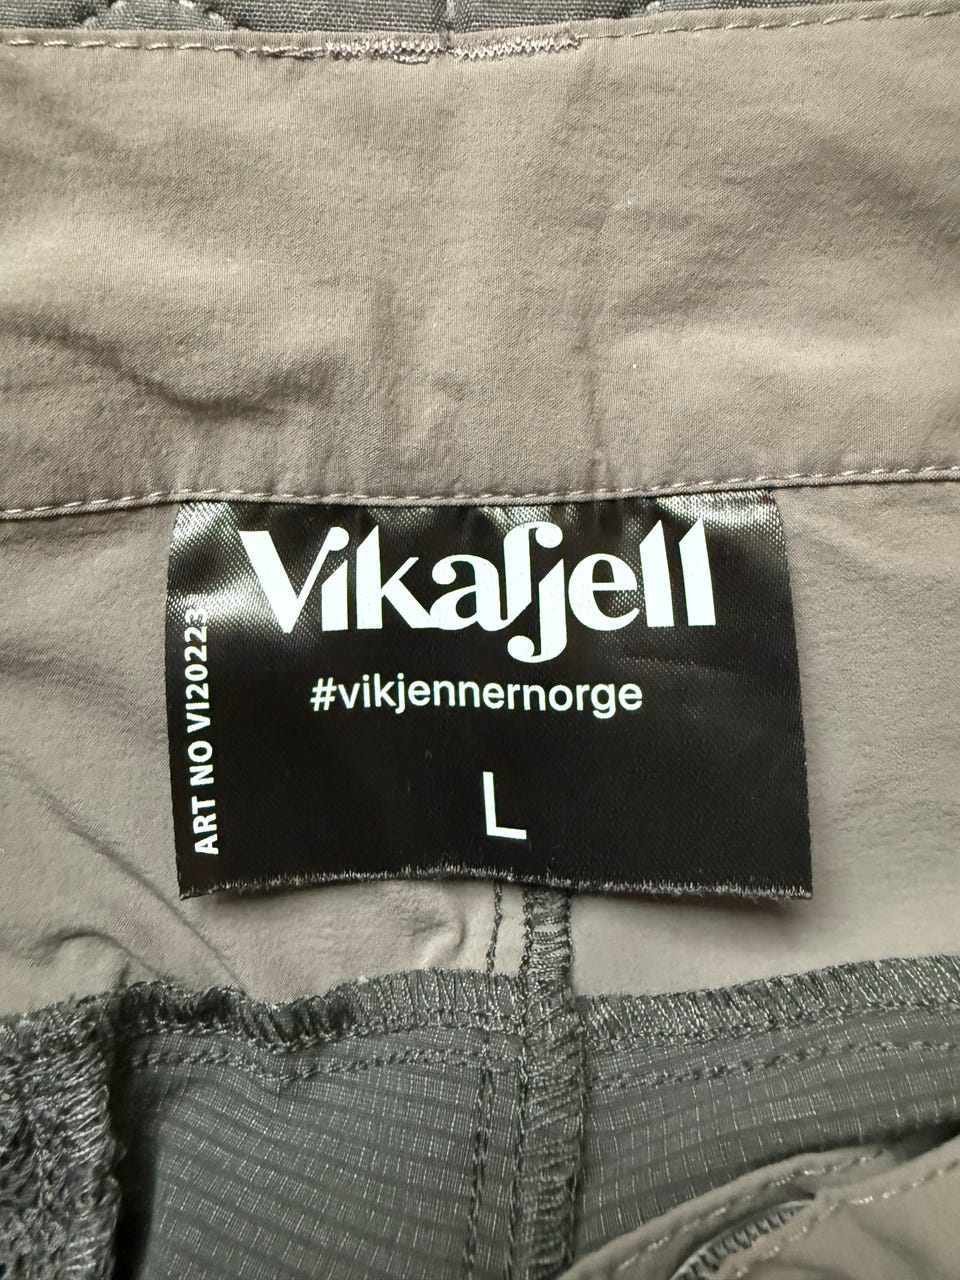 Vikafjell
#vikjennernorge
L
ART NO VI20223